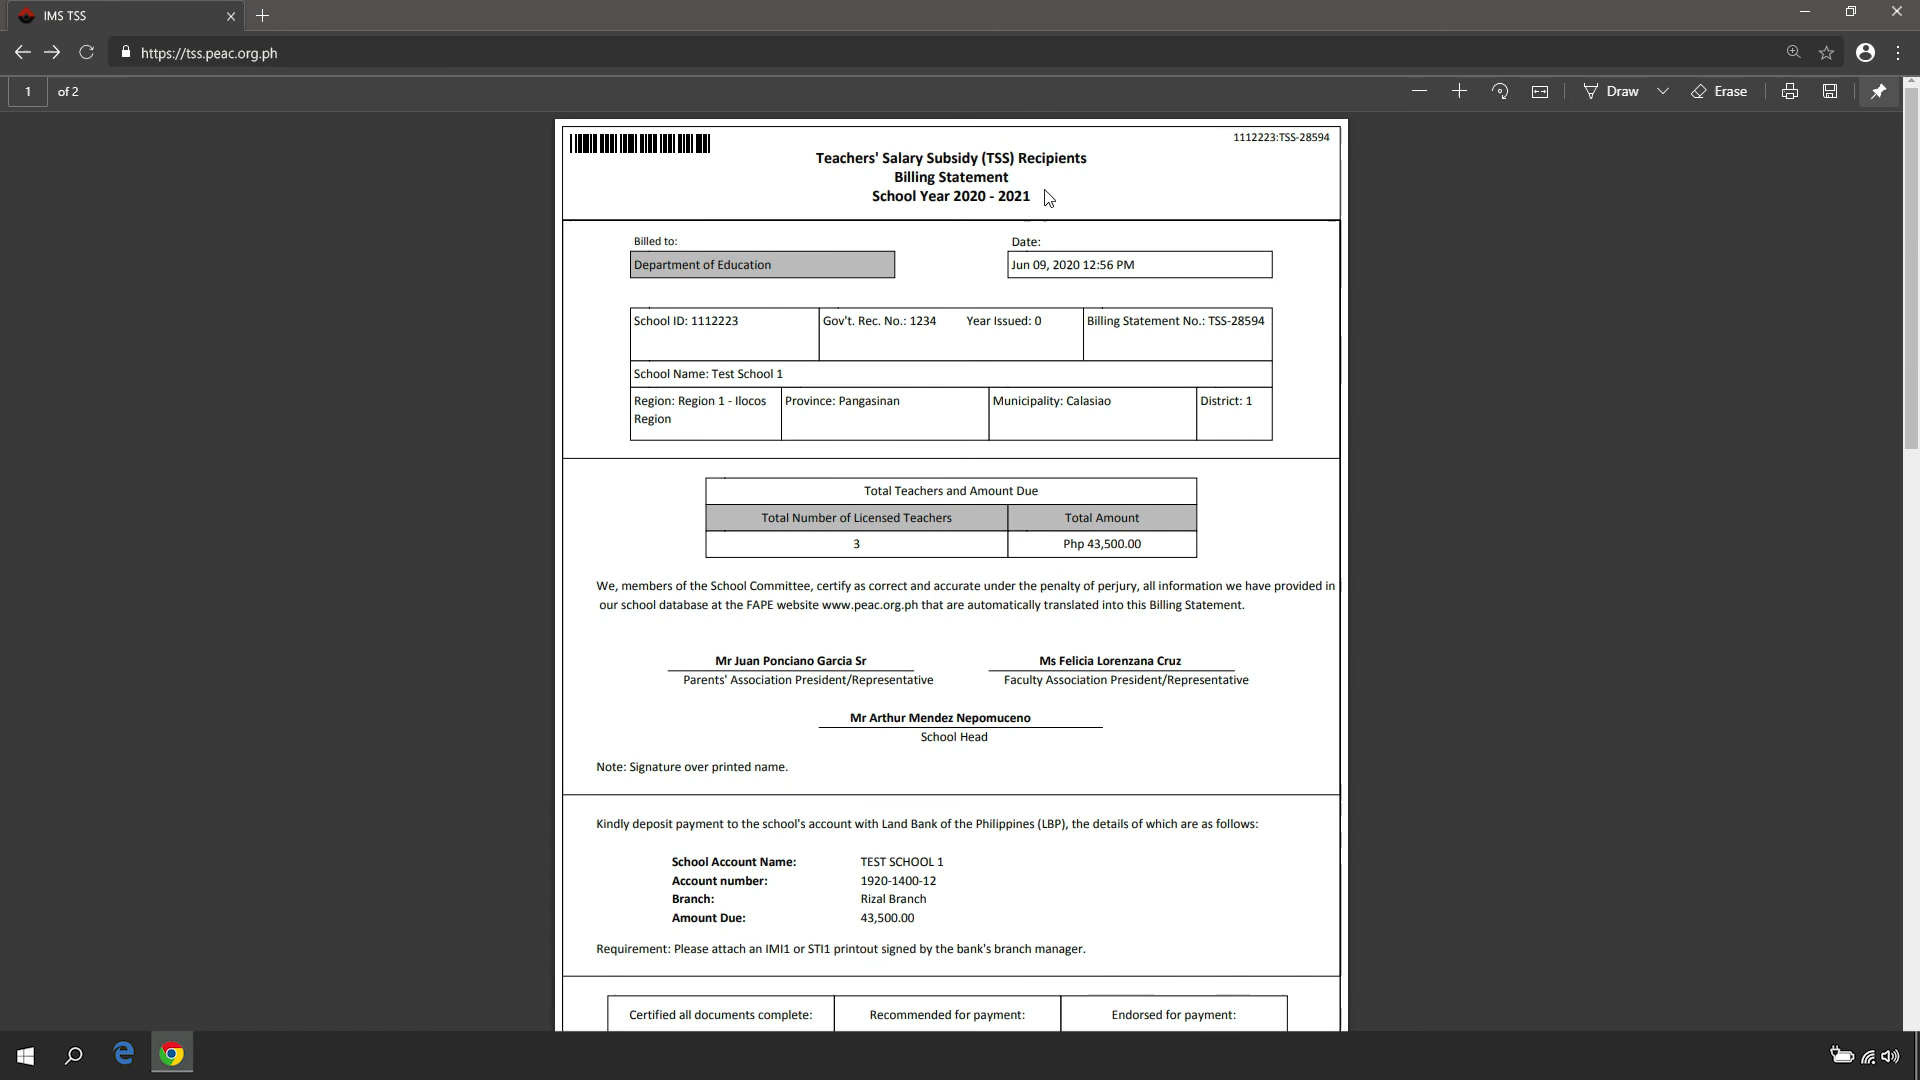 IMS TSS
https://tss.peac.org.ph
1 of 2
Draw
Erase
1112223:TSS-28594
Teachers' Salary Subsidy (TSS) Recipients
Billing Statement
School Year 2020 - 2021
Billed to:
Date:
Department of Education
Jun 09, 2020 12:56 PM
School ID: 1112223
Gov't. Rec. No.: 1234 Year Issued: 0
Billing Statement No.: TSS-28594
School Name: Test School 1
Region: Region 1 - Ilocos
Region
Province: Pangasinan
Municipality: Calasiao
District: 1
Total Teachers and Amount Due
Total Number of Licensed Teachers
Total Amount
3
Php 43,500.00
We, members of the School Committee, certify as correct and accurate under the penalty of perjury, all information we have provided in
our school database at the FAPE website www.peac.org.ph that are automatically translated into this Billing Statement.
Mr Juan Ponciano Garcia Sr
Parents' Association President/Representative
Ms Felicia Lorenzana Cruz
Faculty Association President/Representative
Mr Arthur Mendez Nepomuceno
School Head
Note: Signature over printed name.
Kindly deposit payment to the school's account with Land Bank of the Philippines (LBP), the details of which are as follows:
School Account Name: TEST SCHOOL 1
Account number: 1920-1400-12
Branch: Rizal Branch
Amount Due: 43,500.00
Requirement: Please attach an IMI1 or STI1 printout signed by the bank's branch manager.
Certified all documents complete:
Recommended for payment:
Endorsed for payment: